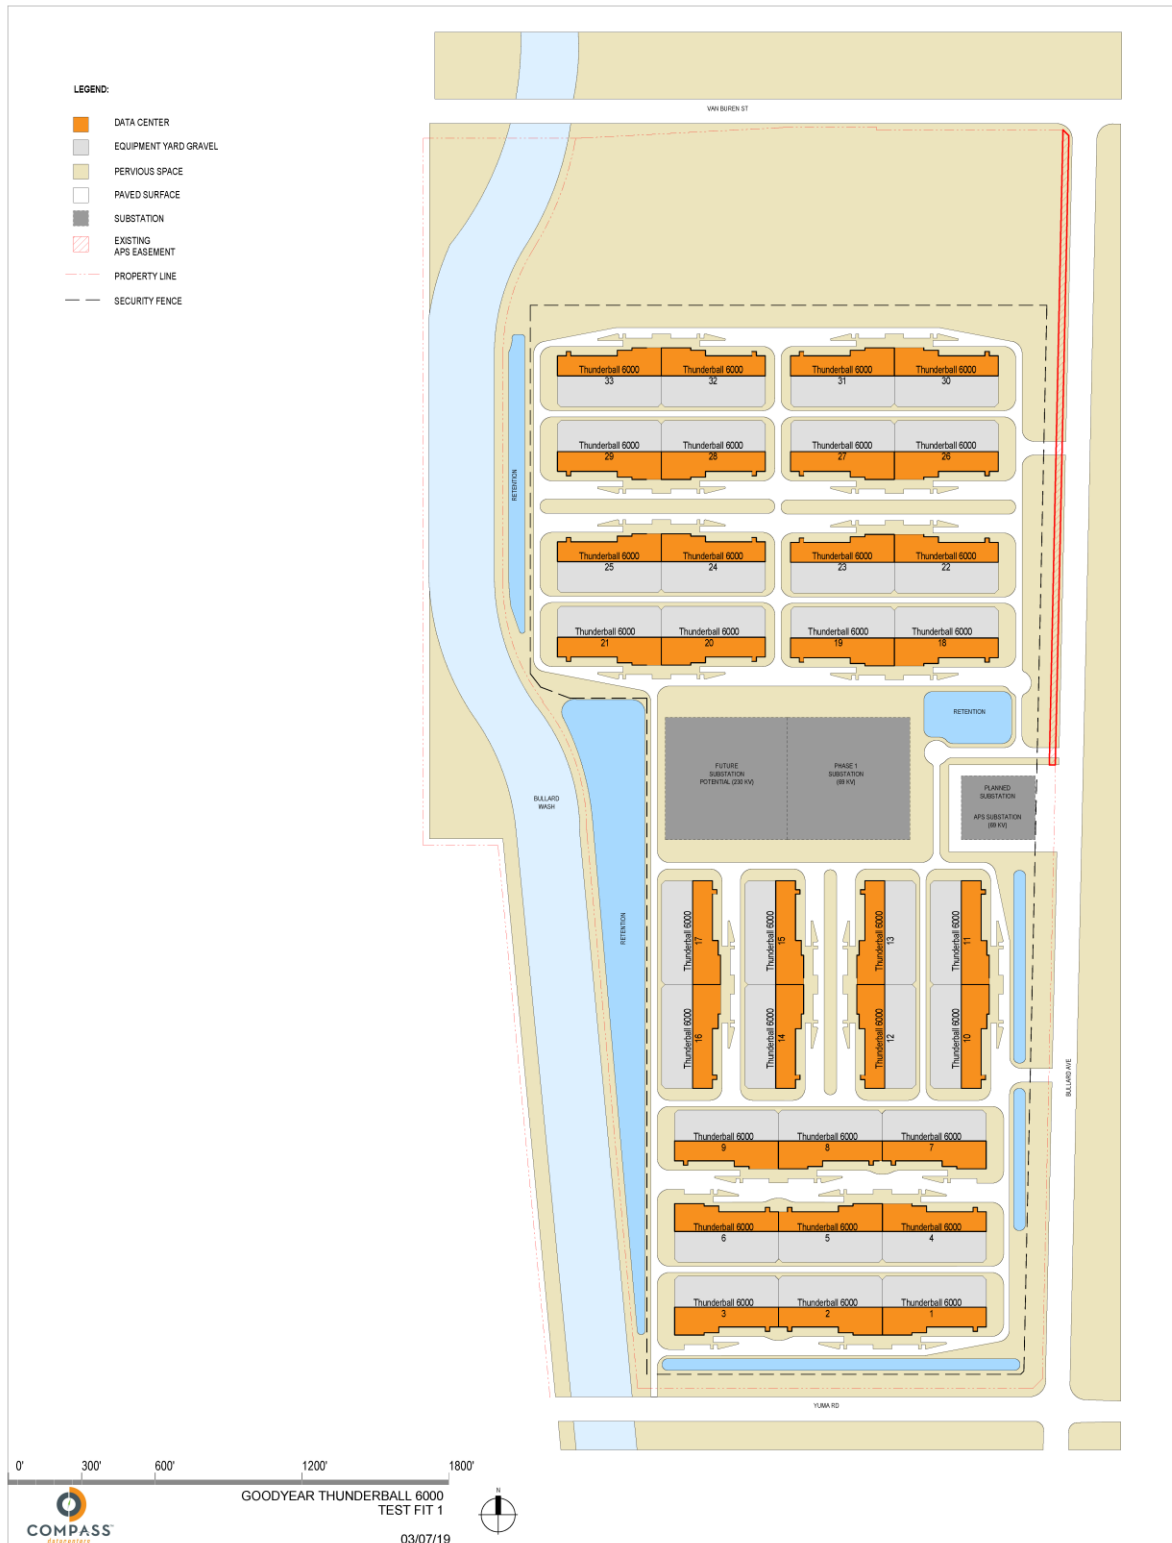 LEGEND:
DATA CENTER
EQUIPMENT YARD GRAVEL
PERVIOUS SPACE
PAVED SURFACE
SUBSTATION
EXISTING
APS EASEMENT
PROPERTY LINE
SECURITY FENCE
VAN BUREN ST
Thunderball 6000
33
Thunderball 6000
32
Thunderball 6000
31
Thunderball 6000
30
Thunderball 6000
29
Thunderball 6000
28
Thunderball 6000
27
Thunderball 6000
26
RETENTION
Thunderball 6000
25
Thunderball 6000
24
Thunderball 6000
23
Thunderball 6000
22
Thunderball 6000
21
Thunderball 6000
20
Thunderball 6000
19
Thunderball 6000
18
RETENTION
FUTURE
SUBSTATION
POTENTIAL (230 KV)
PHASE 1
SUBSTATION
(69 KV)
PLANNED
SUBSTATION
APS SUBSTATION
(69 KV)
BULLARD
WASH
RETENTION
Thunderball 6000
17
Thunderball 6000
15
Thunderball 6000
13
Thunderball 6000
11
Thunderball 6000
16
Thunderball 6000
14
Thunderball 6000
12
Thunderball 6000
10
BULLARD AVE
Thunderball 6000
9
Thunderball 6000
8
Thunderball 6000
7
Thunderball 6000
6
Thunderball 6000
5
Thunderball 6000
4
Thunderball 6000
3
Thunderball 6000
2
Thunderball 6000
1
YUMA RD
0' 300' 600' 1200' 1800'
GOODYEAR THUNDERBALL 6000
TEST FIT 1
03/07/19
N
COMPASS
datacenters